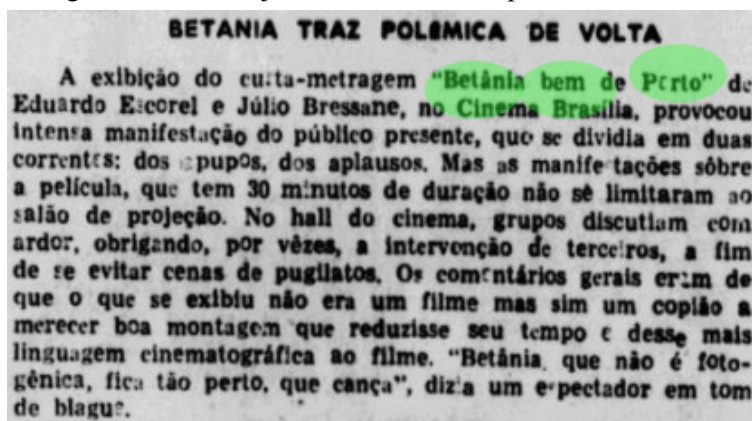 BETANIA TRAZ POLÊMICA DE VOLTA
A exibição do curta-metragem "Betânia bem de Perto" de
Eduardo Escorel e Júlio Bressane, no Cinema Brasília, provocou
intensa manifestação do público presente, que se dividia em duas
correntes: dos apupos, dos aplausos. Mas as manifestações sôbre
a película, que tem 30 minutos de duração não se limitaram ao
salão de projeção. No hall do cinema, grupos discutiam com
ardor, obrigando, por vêzes, a intervenção de terceiros, a fim
de se evitar cenas de pugilatos. Os comentários gerais eram de
que o que se exibiu não era um filme mas sim um copião a
merecer boa montagem que reduzisse seu tempo e desse mais
linguagem cinematográfica ao filme. "Betânia que não é foto-
gênica, fica tão perto, que cança", dizia um expectador em tom
de blague.